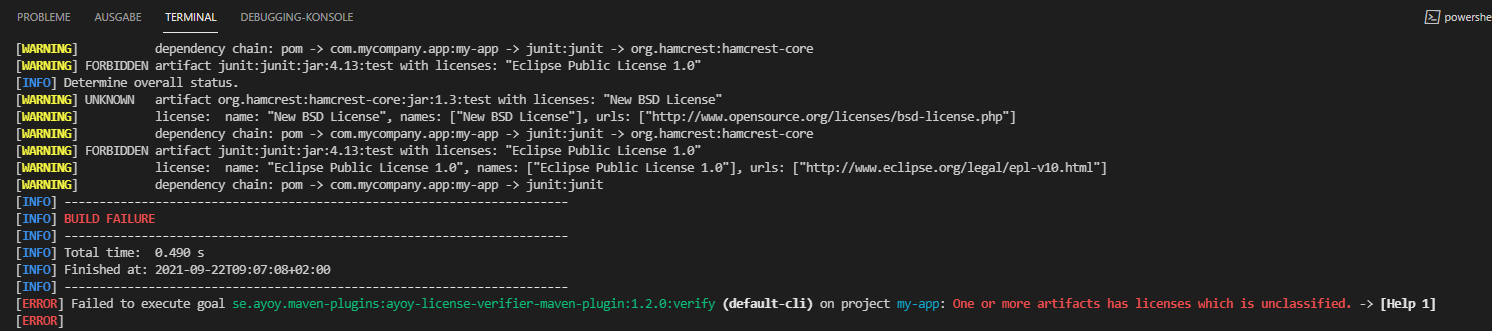 PROBLEME AUSGABE TERMINAL DEBUGGING-KONSOLE powershe
[WARNING]           dependency chain: pom -> com.mycompany.app:my-app -> junit:junit -> org.hamcrest:hamcrest-core
[WARNING] FORBIDDEN artifact junit:junit:jar:4.13:test with licenses: "Eclipse Public License 1.0"
[INFO] Determine overall status.
[WARNING] UNKNOWN   artifact org.hamcrest:hamcrest-core:jar:1.3:test with licenses: "New BSD License"
[WARNING]           license:  name: "New BSD License", names: ["New BSD License"], urls: ["http://www.opensource.org/licenses/bsd-license.php"]
[WARNING]           dependency chain: pom -> com.mycompany.app:my-app -> junit:junit -> org.hamcrest:hamcrest-core
[WARNING] FORBIDDEN artifact junit:junit:jar:4.13:test with licenses: "Eclipse Public License 1.0"
[WARNING]           license:  name: "Eclipse Public License 1.0", names: ["Eclipse Public License 1.0"], urls: ["http://www.eclipse.org/legal/epl-v10.html"]
[WARNING]           dependency chain: pom -> com.mycompany.app:my-app -> junit:junit
[INFO] ------------------------------------------------------------------------
[INFO] BUILD FAILURE
[INFO] ------------------------------------------------------------------------
[INFO] Total time:  0.490 s
[INFO] Finished at: 2021-09-22T09:07:08+02:00
[INFO] ------------------------------------------------------------------------
[ERROR] Failed to execute goal se.ayoy.maven-plugins:ayoy-license-verifier-maven-plugin:1.2.0:verify (default-cli) on project my-app: One or more artifacts has licenses which is unclassified. -> [Help 1]
[ERROR]